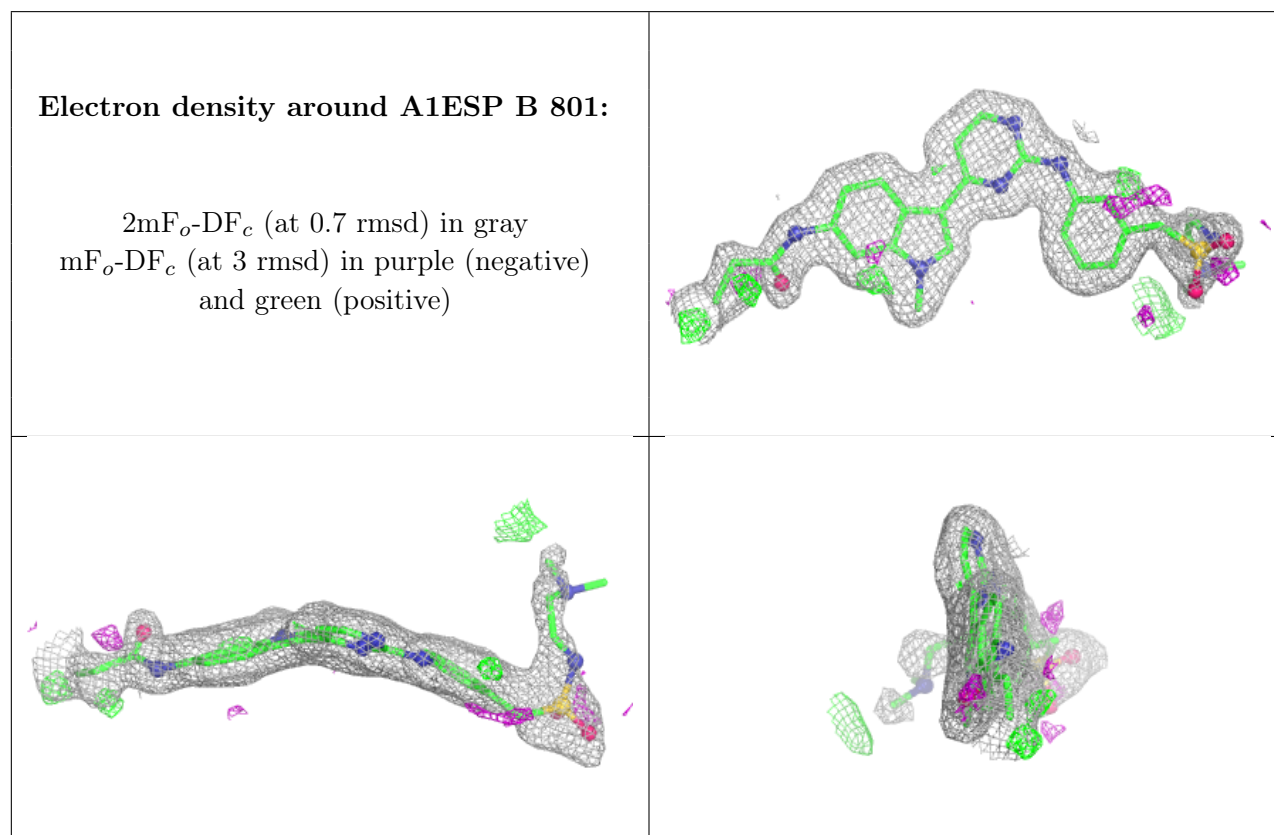 Electron density around A1ESP B 801:
2mFo-DFc (at 0.7 rmsd) in gray
mFo-DFc (at 3 rmsd) in purple (negative)
and green (positive)